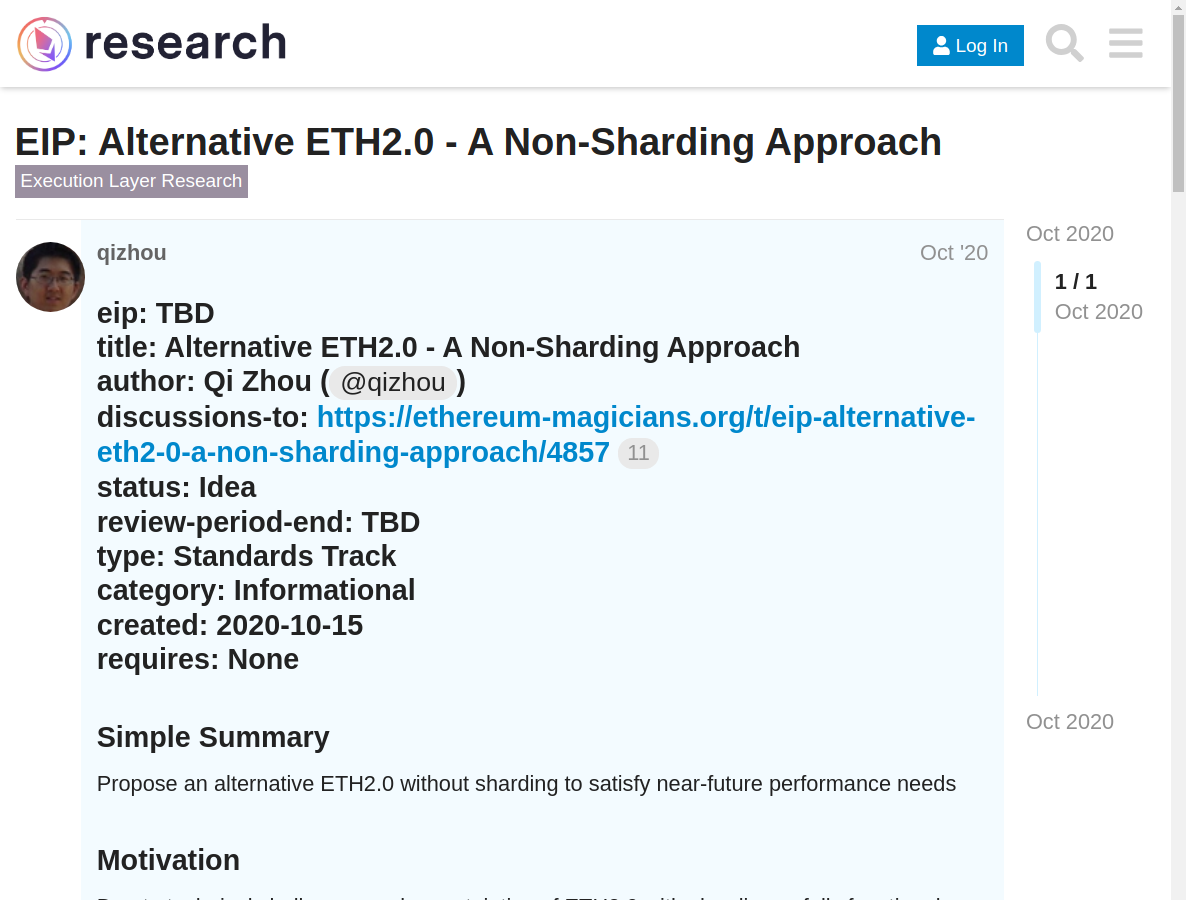 research
Log In
EIP: Alternative ETH2.0 - A Non-Sharding Approach
Execution Layer Research
qizhou
Oct '20
Oct 2020
1 / 1
Oct 2020
eip: TBD
title: Alternative ETH2.0 - A Non-Sharding Approach
author: Qi Zhou (@qizhou)
discussions-to: https://ethereum-magicians.org/t/eip-alternative-
eth2-0-a-non-sharding-approach/4857 11
status: Idea
review-period-end: TBD
type: Standards Track
category: Informational
created: 2020-10-15
requires: None
Oct 2020
Simple Summary
Propose an alternative ETH2.0 without sharding to satisfy near-future performance needs
Motivation